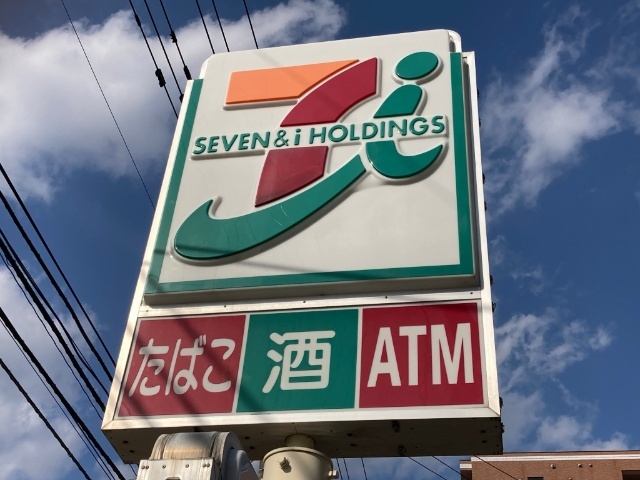 SEVEN & i HOLDINGS
たばこ 酒 ATM